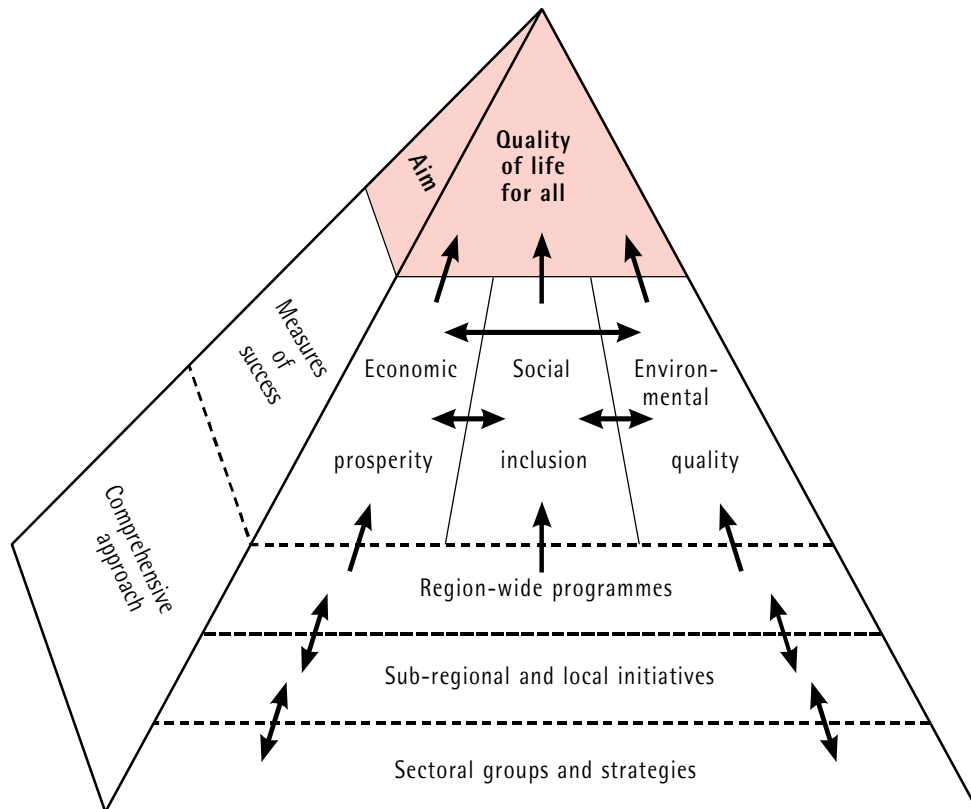 Quality
of life
for all
Aim
Measures
of
success
Economic
Social
Environ-
mental
prosperity
inclusion
quality
Comprehensive
approach
Region-wide programmes
Sub-regional and local initiatives
Sectoral groups and strategies